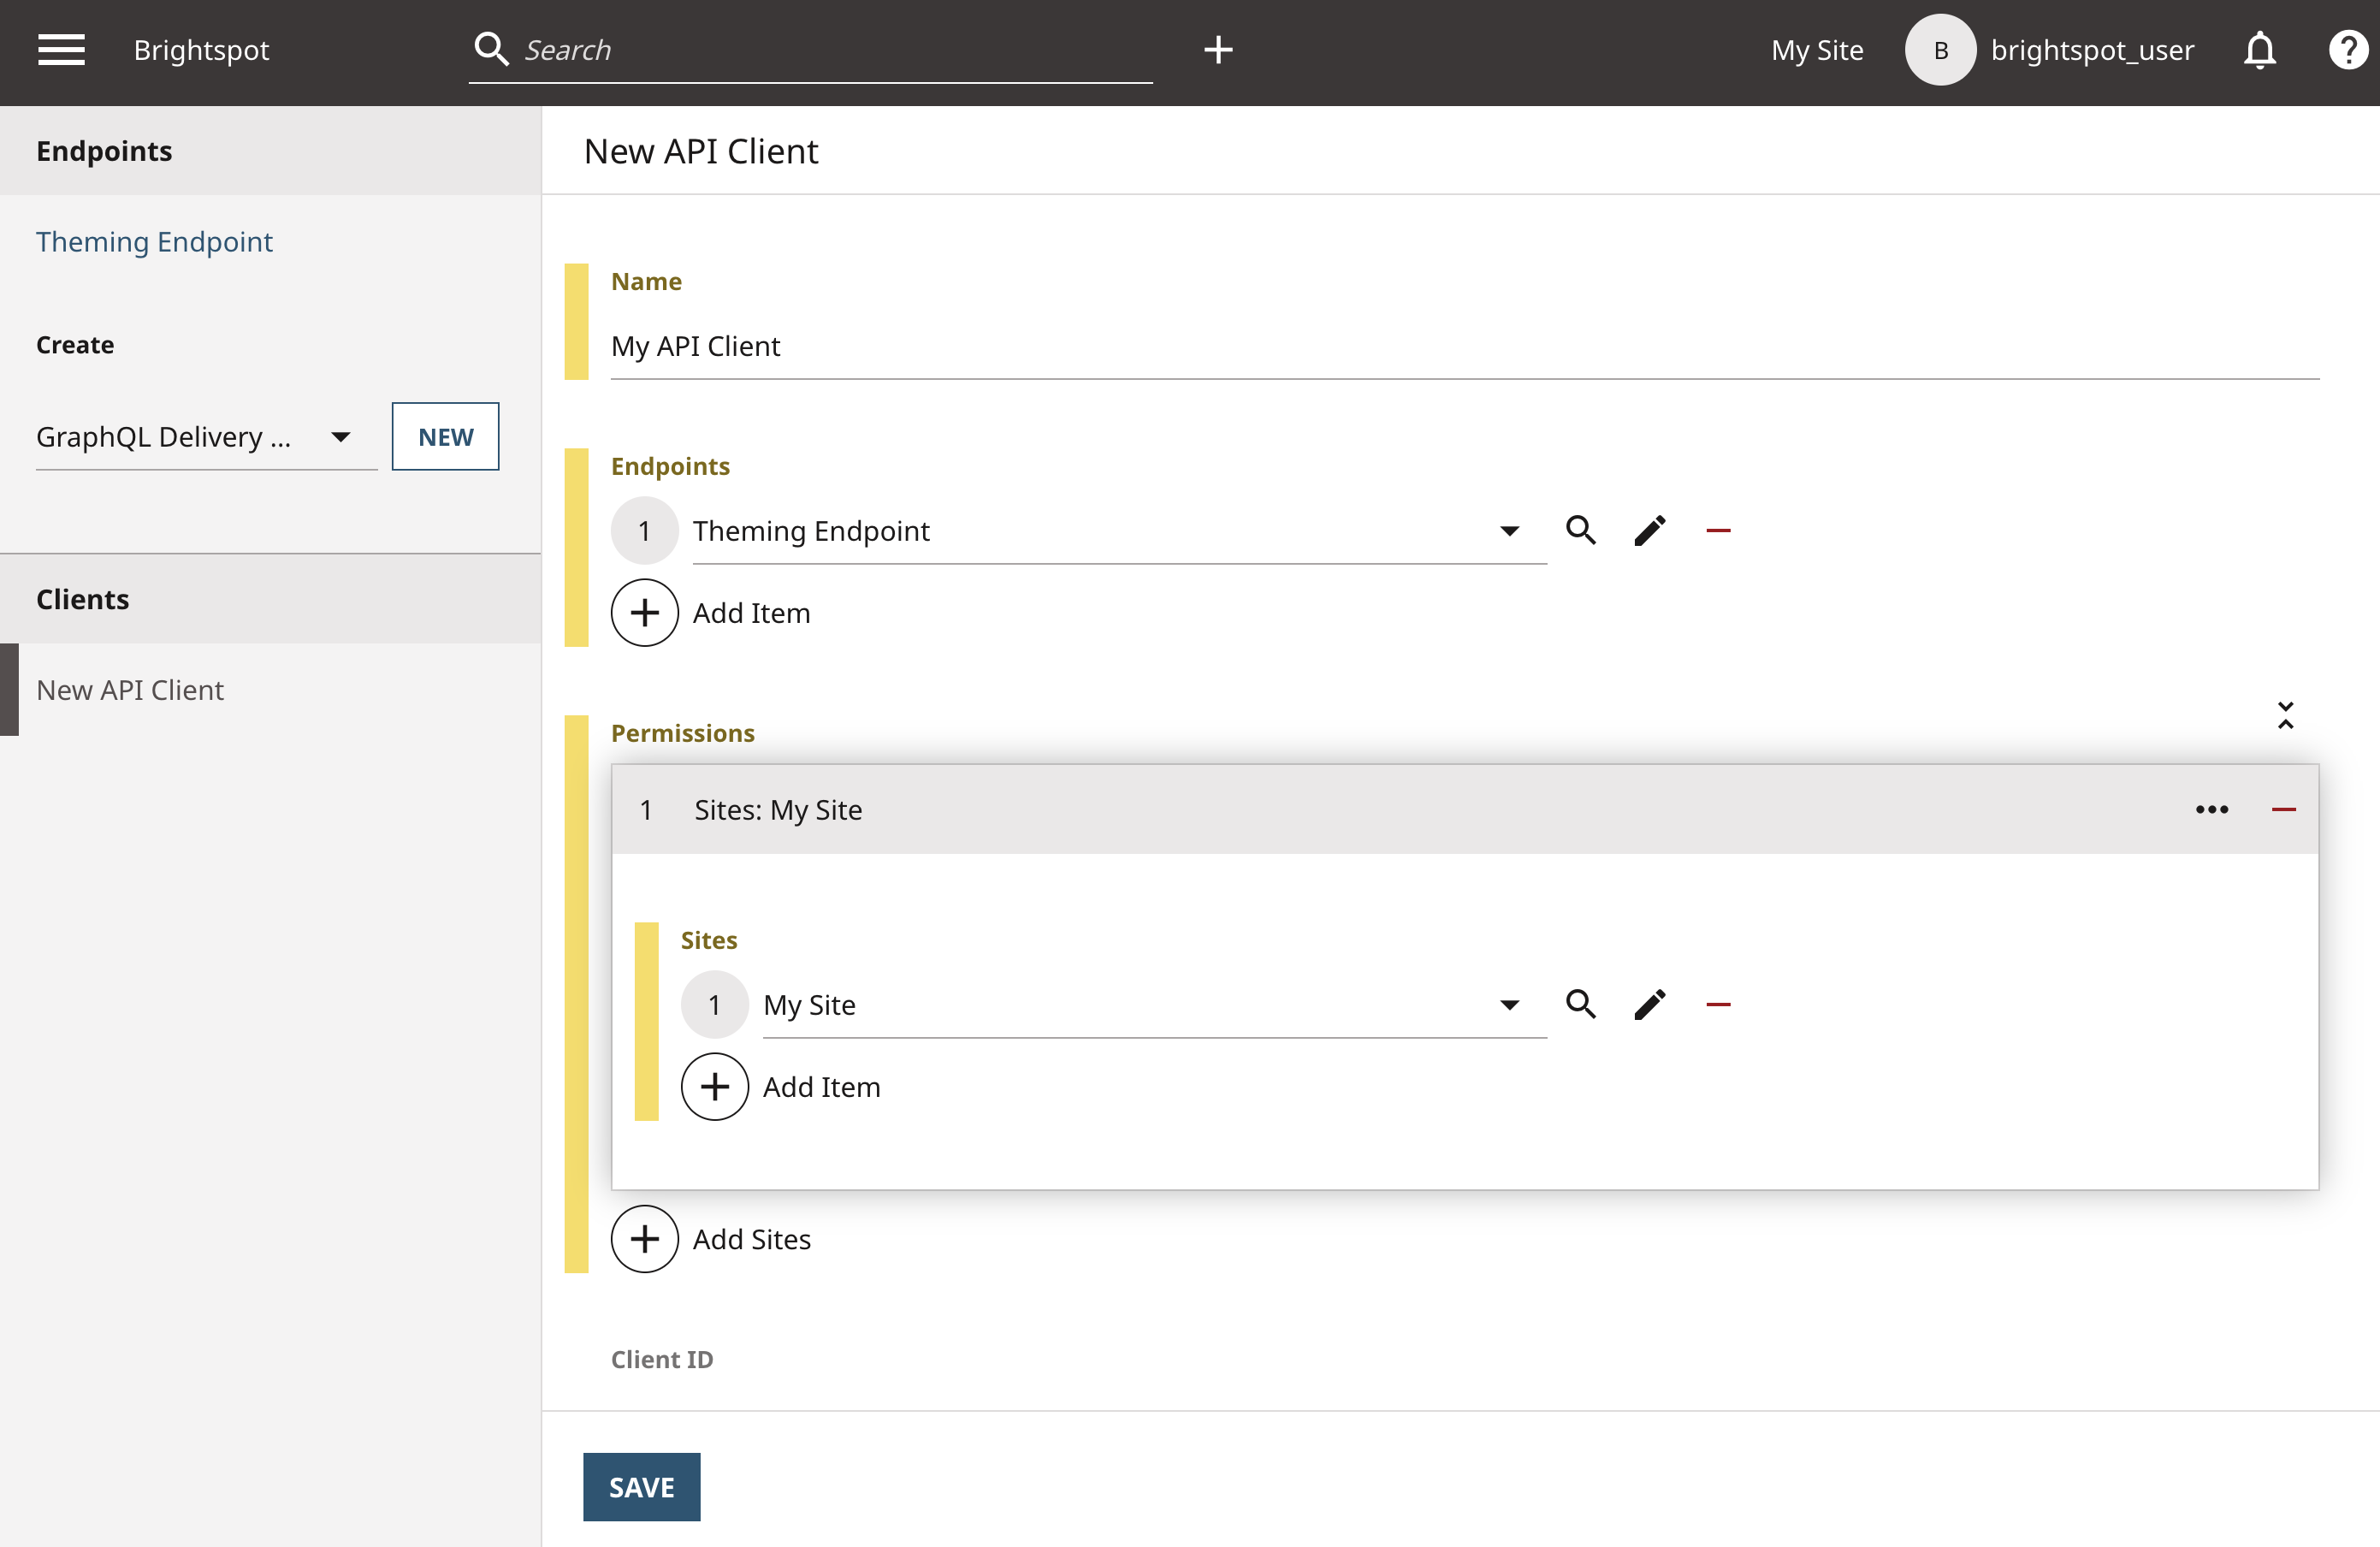 Brightspot
Search
My Site
B
brightspot_user
Endpoints
Theming Endpoint
Create
GraphQL Delivery ...
NEW
Clients
New API Client
New API Client
Name
My API Client
Endpoints
1 Theming Endpoint
Add Item
Permissions
1 Sites: My Site
Sites
1 My Site
Add Item
Add Sites
Client ID
SAVE